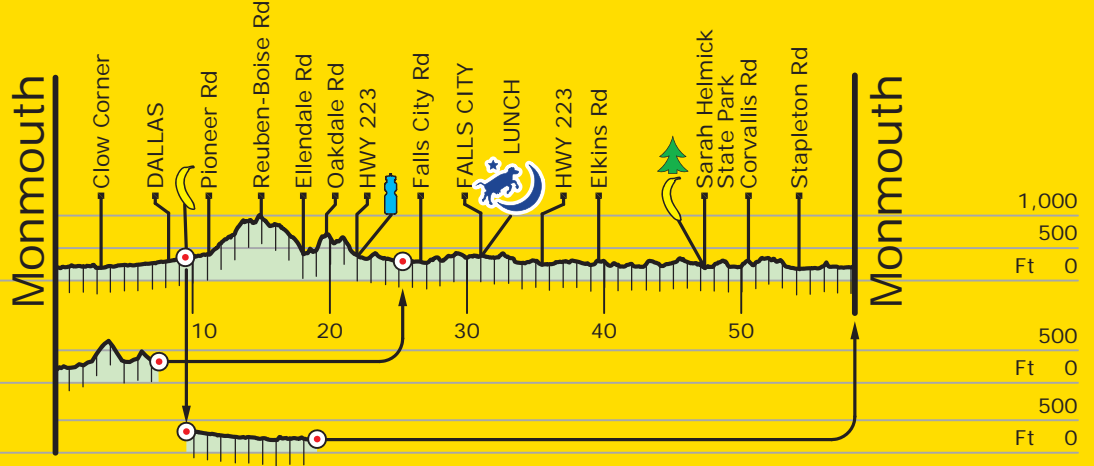 Monmouth
Clow Corner
DALLAS
Pioneer Rd
Reuben-Boise Rd
Ellendale Rd
Oakdale Rd
HWY 223
Falls City Rd
FALLS CITY
LUNCH
HWY 223
Elkins Rd
Sarah Helmick
State Park
Corvallis Rd
Stapleton Rd
Monmouth
1,000
500
Ft 0
10
20
30
40
50
500
Ft 0
500
Ft 0